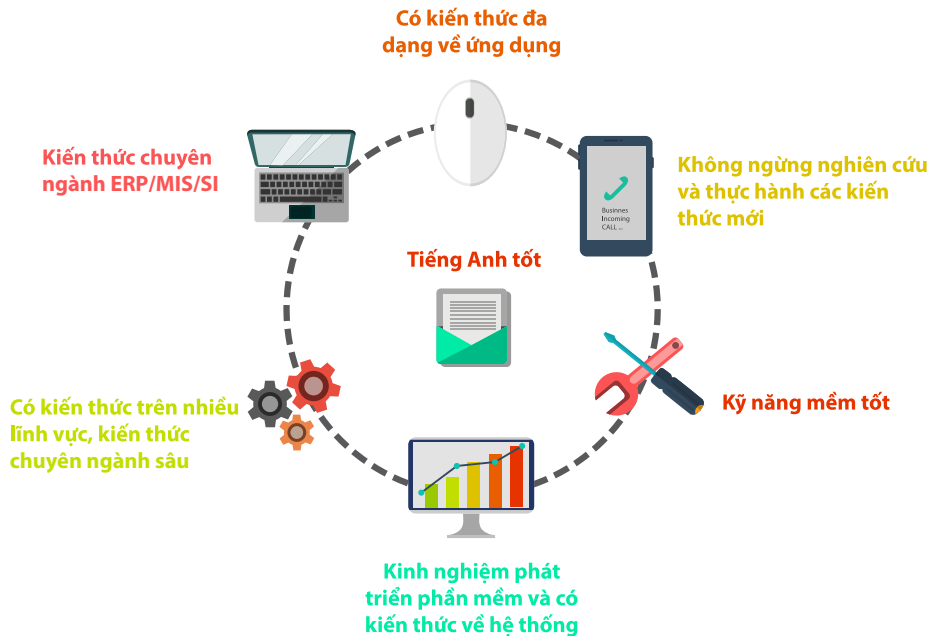 Có kiến thức đa
dạng về ứng dụng
Kiến thức chuyên
ngành ERP/MIS/SI
Không ngừng nghiên cứu
và thực hành các kiến
thức mới
Businnes
Incoming
CALL ...
Tiếng Anh tốt
Có kiến thức trên nhiều
lĩnh vực, kiến thức
chuyên ngành sâu
Kỹ năng mềm tốt
Kinh nghiệm phát
triển phần mềm và có
kiến thức về hệ thống